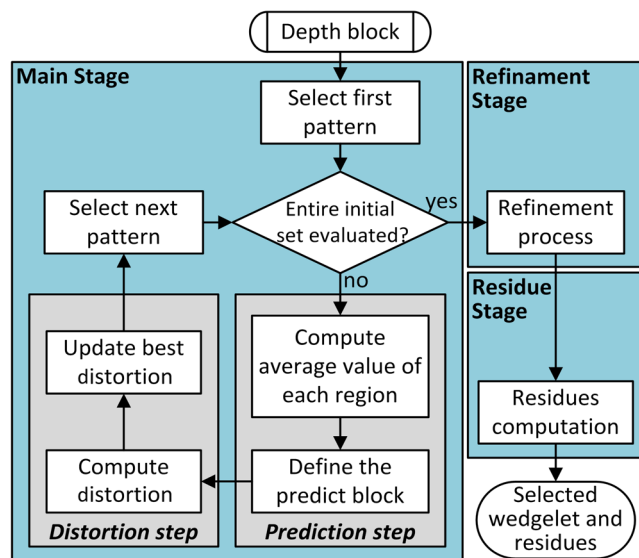 Depth block
Main Stage
Select first
pattern
Refinament
Stage
Select next
pattern
Entire initial
set evaluated?
yes
Refinement
process
no
Residue
Stage
Update best
distortion
Compute
average value of
each region
Residues
computation
Compute
distortion
Define the
predict block
Distortion step
Prediction step
Selected
wedgelet and
residues